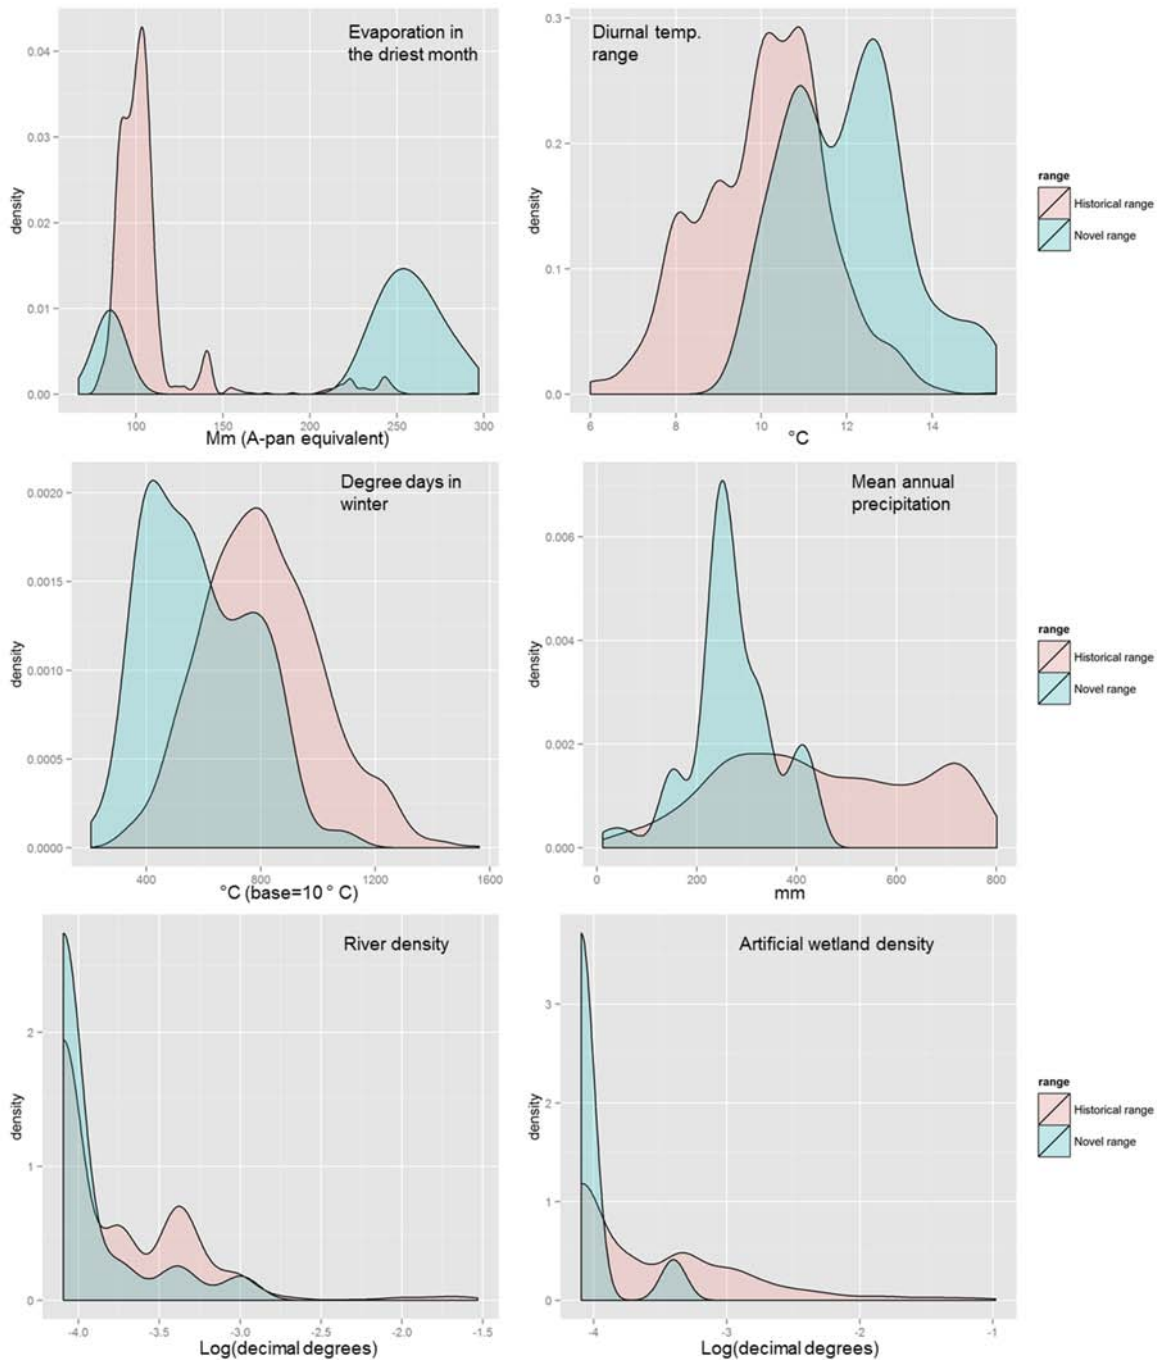 Evaporation in
the driest month
0.04
0.03
0.02
0.01
0.00
density
100
150
200
250
300
Mm (A-pan equivalent)
Diurnal temp.
range
0.3
0.2
0.1
0.0
density
6
8
10
12
14
°C
range
Historical range
Novel range
Degree days in
winter
0.0020
0.0015
0.0010
0.0005
0.0000
density
400
800
1200
1600
°C (base=10 ° C)
Mean annual
precipitation
0.006
0.004
0.002
0.000
density
0
200
400
600
800
mm
range
Historical range
Novel range
River density
2
1
0
density
-4.0
-3.5
-3.0
-2.5
-2.0
-1.5
Log(decimal degrees)
Artificial wetland density
3
2
1
0
density
-4
-3
-2
-1
Log(decimal degrees)
range
Historical range
Novel range